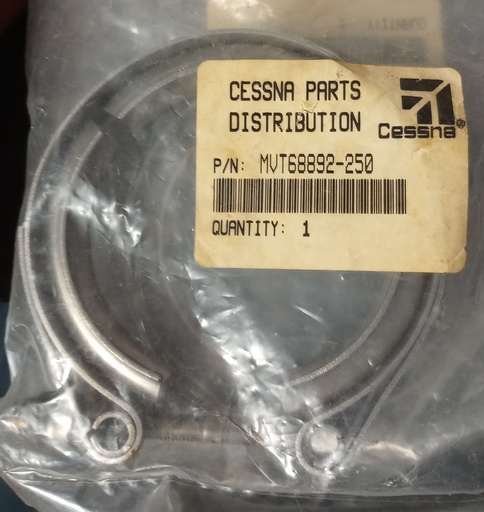 CESSNA PARTS
DISTRIBUTION
Cessna®
P/N: MVT68892-250
QUANTITY: 1